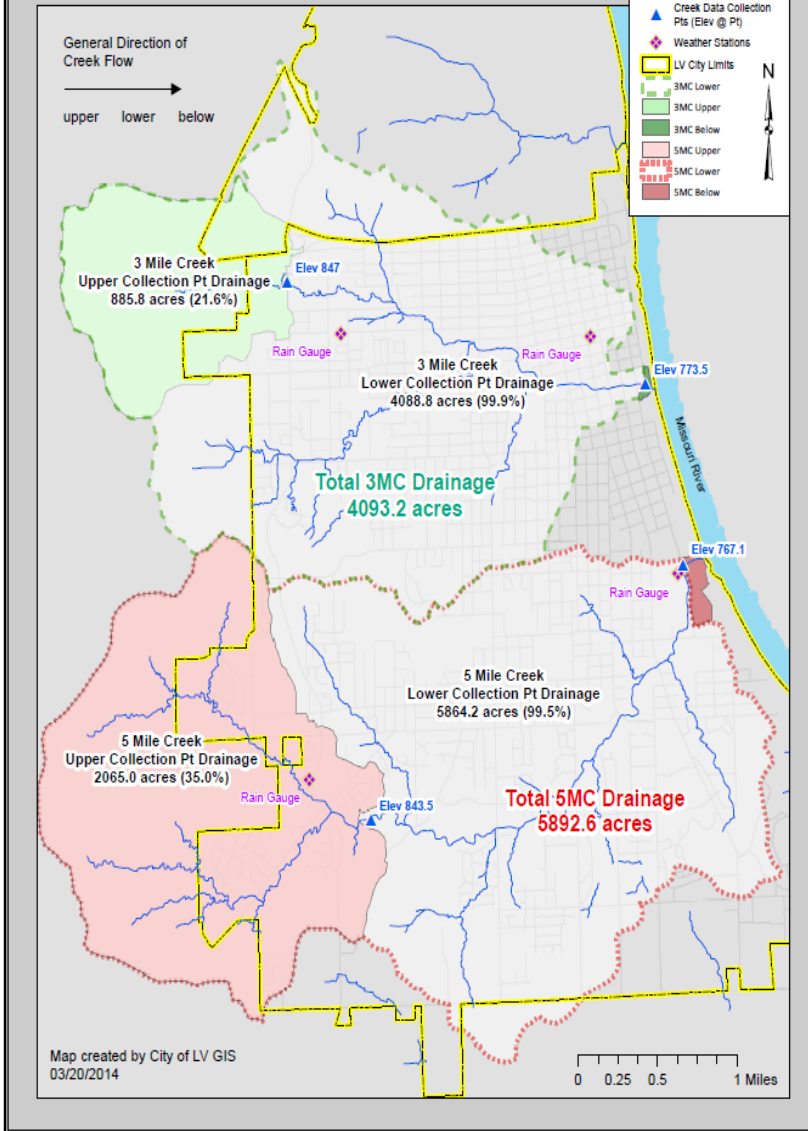 General Direction of
Creek Flow
upper lower below
Creek Data Collection
Pts (Elev @ Pt)
Weather Stations
LV City Limits
3MC Lower
3MC Upper
3MC Below
5MC Upper
5MC Lower
5MC Below
N
3 Mile Creek
Upper Collection Pt Drainage
885.8 acres (21.6%)
Elev 847
Rain Gauge
Rain Gauge
3 Mile Creek
Lower Collection Pt Drainage
4088.8 acres (99.9%)
Elev 773.5
Missouri River
Total 3MC Drainage
4093.2 acres
Elev 767.1
Rain Gauge
5 Mile Creek
Lower Collection Pt Drainage
5864.2 acres (99.5%)
5 Mile Creek
Upper Collection Pt Drainage
2065.0 acres (35.0%)
Rain Gauge
Elev 843.5
Total 5MC Drainage
5892.6 acres
Map created by City of LV GIS
03/20/2014
0 0.25 0.5 1 Miles